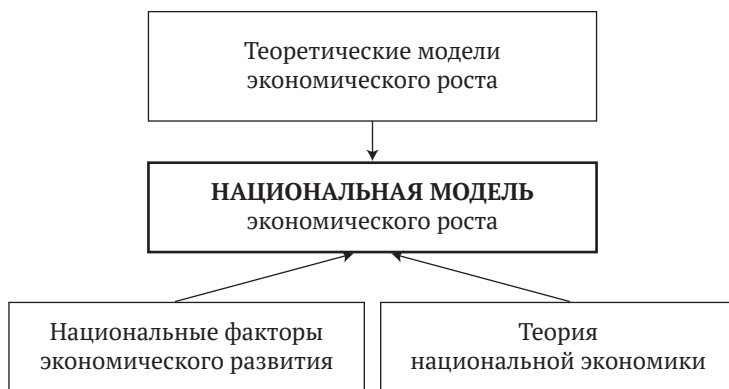 Теоретические модели
экономического роста
НАЦИОНАЛЬНАЯ МОДЕЛЬ
экономического роста
Национальные факторы
экономического развития
Теория
национальной экономики